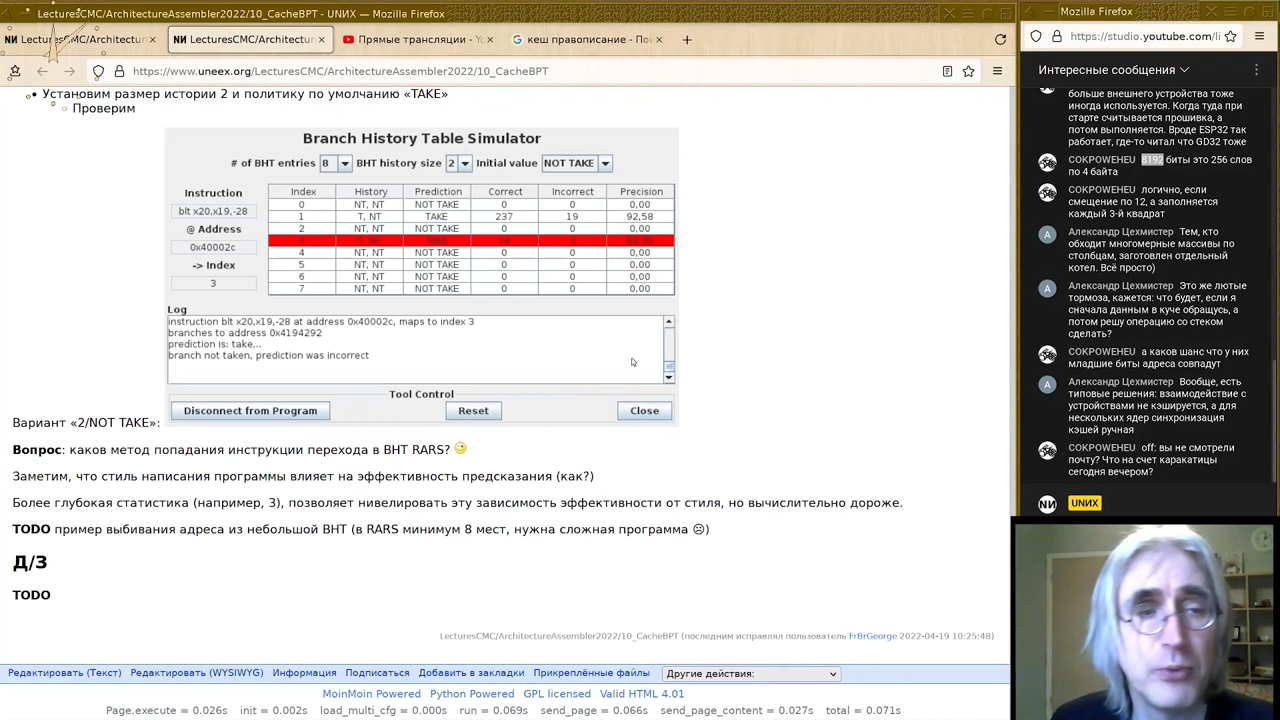 LecturesCMC/ArchitectureAssembler2022/10_CacheBPT - UNИX — Mozilla Firefox
LecturesCMC/Architectur
LecturesCMC/Architectur
Прямые трансляции - Yo
кеш правописание - По
https://www.uneex.org/LecturesCMC/ArchitectureAssembler2022/10_CacheBPT
Установим размер истории 2 и политику по умолчанию «TAKE»
Проверим
Branch History Table Simulator
# of BHT entries 8 BHT history size 2 Initial value NOT TAKE
Instruction
blt x20,x19,-28
@ Address
0x40002c
-> Index
3
Index History Prediction Correct Incorrect Precision
0 NT, NT NOT TAKE 0 0 0,00
1 T, NT TAKE 237 19 92,58
2 NT, NT NOT TAKE 0 0 0,00
4 NT, NT NOT TAKE 0 0 0,00
5 NT, NT NOT TAKE 0 0 0,00
6 NT, NT NOT TAKE 0 0 0,00
7 NT, NT NOT TAKE 0 0 0,00
Log
instruction blt x20,x19,-28 at address 0x40002c, maps to index 3
branches to address 0x4194292
prediction is: take...
branch not taken, prediction was incorrect
Tool Control
Disconnect from Program Reset Close
Вариант «2/NOT TAKE»:
Вопрос: каков метод попадания инструкции перехода в BHT RARS?
Заметим, что стиль написания программы влияет на эффективность предсказания (как?)
Более глубокая статистика (например, 3), позволяет нивелировать эту зависимость эффективности от стиля, но вычислительно дороже.
TODO пример выбивания адреса из небольшой BHT (в RARS минимум 8 мест, нужна сложная программа ☹)
Д/З
TODO
LecturesCMC/ArchitectureAssembler2022/10_CacheBPT (последним исправлял пользователь FrBrGeorge 2022-04-19 10:25:48)
Редактировать (Текст) Редактировать (WYSIWYG) Информация Подписаться Добавить в закладки Прикреплённые файлы Другие действия:
MoinMoin Powered Python Powered GPL licensed Valid HTML 4.01
Page.execute = 0.026s init = 0.002s load_multi_cfg = 0.000s run = 0.069s send_page = 0.066s send_page_content = 0.027s total = 0.071s
Mozilla Firefox
https://studio.youtube.com/li
Интересные сообщения
больше внешнего устройства тоже
иногда используется. Когда туда при
старте считывается прошивка, а
потом выполняется. Вроде ESP32 так
работает, где-то читал что GD32 тоже
COKPOWEHEU 8192 биты это 256 слов
по 4 байта
COKPOWEHEU логично, если
смещение по 12, а заполняется
каждый 3-й квадрат
Александр Цехмистер Тем, кто
обходит многомерные массивы по
столбцам, заготовлен отдельный
котел. Всё просто)
Александр Цехмистер Это же лютые
тормоза, кажется: что будет, если я
сначала данным в куче обращусь, а
потом решу операцию со стеком
сделать?
COKPOWEHEU а каков шанс что у них
младшие биты адреса совпадут
Александр Цехмистер Вообще, есть
типовые решения: взаимодействие с
устройствами не кэшируется, а для
нескольких ядер синхронизация
кэшей ручная
COKPOWEHEU off: вы не смотрели
почту? Что на счет каракатицы
сегодня вечером?
UNИX